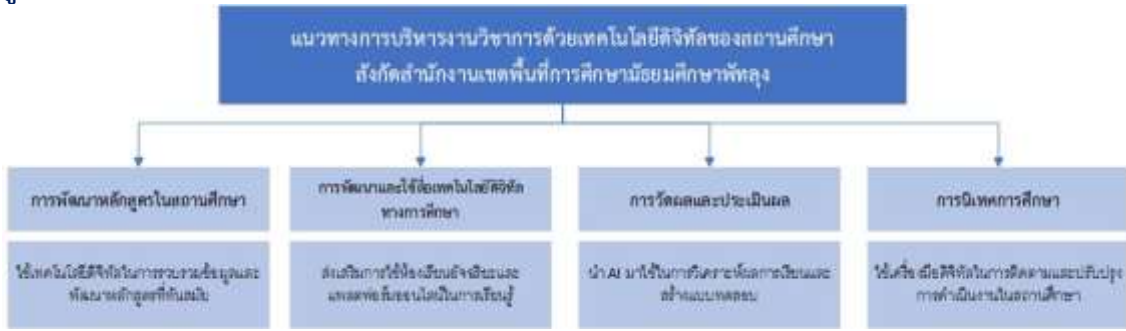 แนวทางการบริหารงานวิชาการด้วยเทคโนโลยีดิจิทัลของสถานศึกษา
สังกัดสำนักงานเขตพื้นที่การศึกษามัธยมศึกษาพัทลุง
การพัฒนาหลักสูตรในสถานศึกษา
การพัฒนาและใช้สื่อเทคโนโลยีดิจิทัล
ทางการศึกษา
การวัดผลและประเมินผล
การนิเทศการศึกษา
ใช้เทคโนโลยีดิจิทัลในการรวบรวมข้อมูลและ
พัฒนาหลักสูตรที่ทันสมัย
ส่งเสริมการใช้ห้องเรียนอัจฉริยะและ
แพลตฟอร์มออนไลน์ในการเรียนรู้
นำ AI มาใช้ในการวิเคราะห์ผลการเรียนและ
สร้างแบบทดสอบ
ใช้เครื่องมือดิจิทัลในการติดตามและปรับปรุง
การดำเนินงานในสถานศึกษา